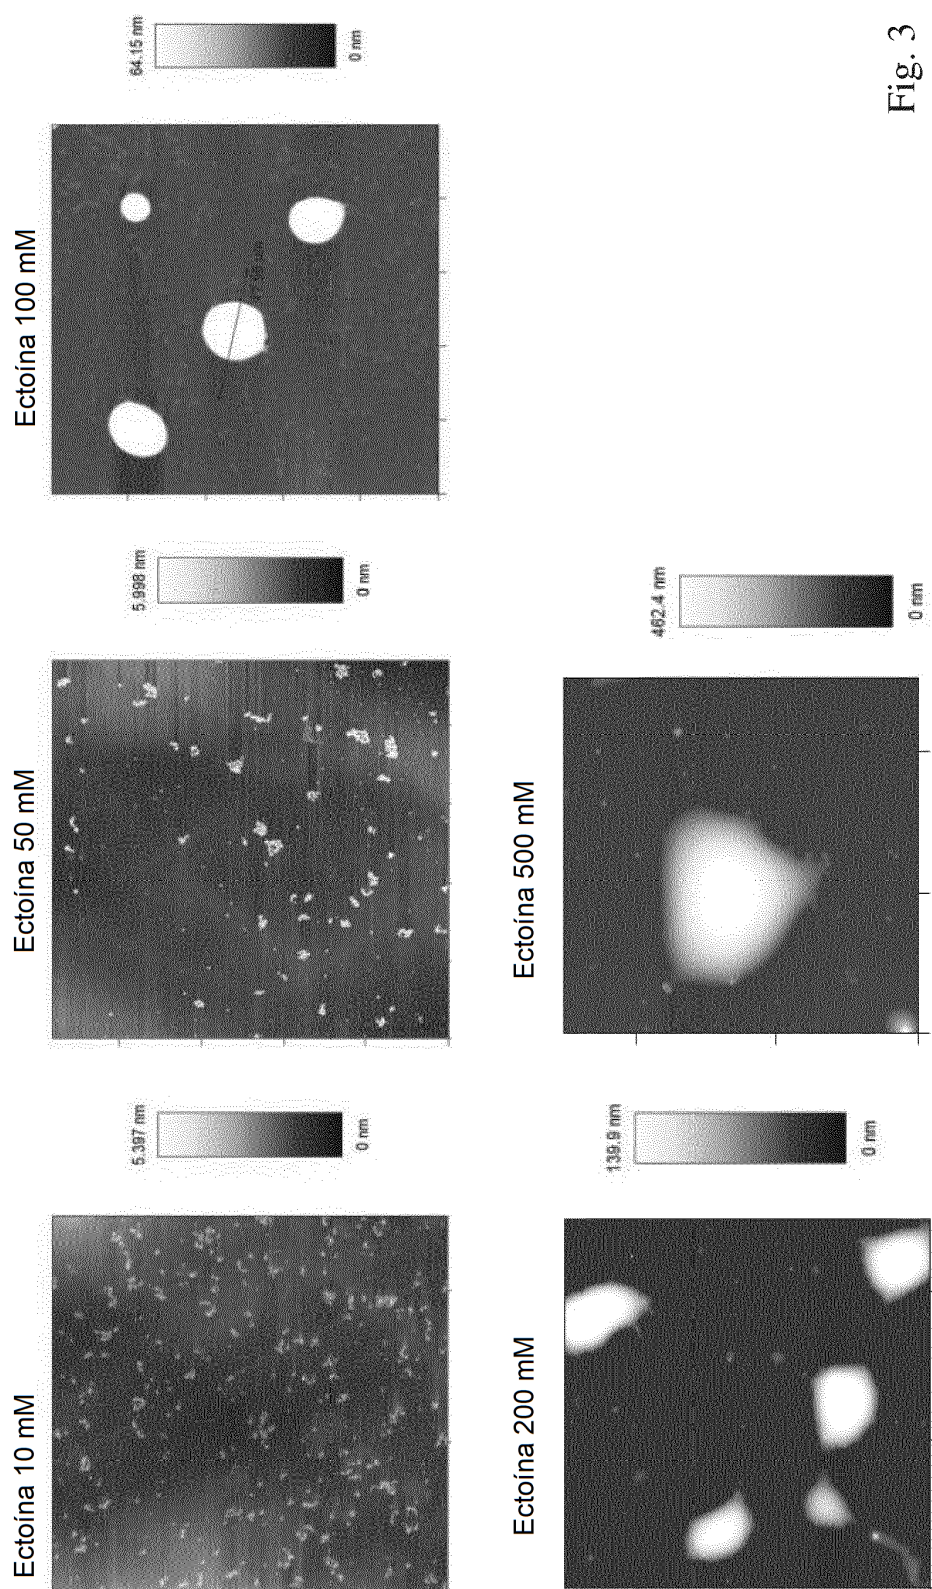 Ectoína 10 mM
5.397 nm
0 nm
Ectoína 50 mM
5.998 nm
0 nm
Ectoína 100 mM
64.15 nm
0 nm
Ectoína 200 mM
139.9 nm
0 nm
Ectoína 500 mM
462.4 nm
0 nm
Fig. 3